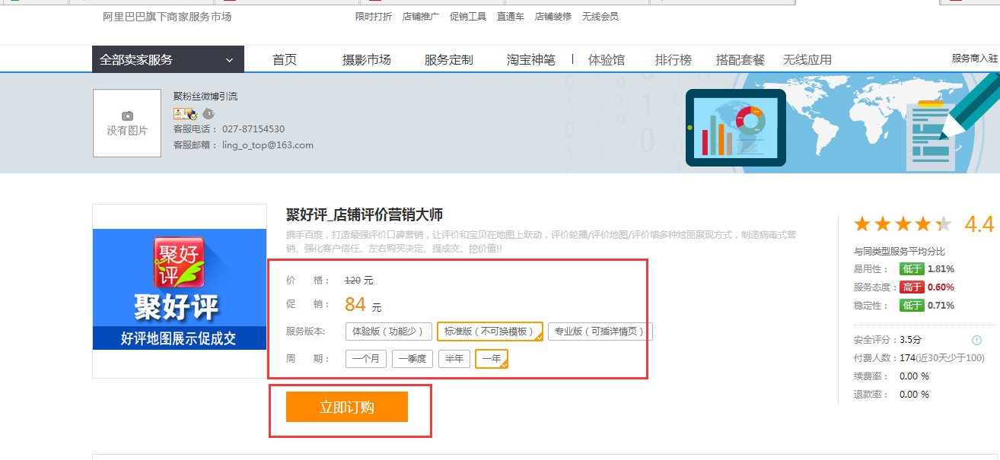 阿里巴巴旗下商家服务市场
限时打折 店铺推广 促销工具 直通车 店铺装修 无线会员
全部卖家服务 首页 摄影市场 服务定制 淘宝神笔 体验馆 排行榜 搭配套餐 无线应用 服务商入驻
没有图片
聚粉丝微博引流
客服电话： 027-87154530
客服邮箱： ling_o_top@163.com
聚好评
聚好评
好评地图展示促成交
聚好评_店铺评价营销大师
携手百度，打造最强评价口碑营销，让评价和宝贝在地图上跃动，评价轮播/评价地图/评价墙多种炫丽展现方式，制造病毒式营
销、强化客户信任、左右购买决定、提成交、挖价值!!
价 格： 120 元
促 销： 84 元
服务版本: 体验版（功能少） 标准版（不可换模板） 专业版（可插详情页）
周 期： 一个月 一季度 半年 一年
立即订购
4.4
与同类型服务平均分比
易用性： 低于 1.81%
服务态度： 高于 0.60%
稳定性： 低于 0.71%
安全评分：3.5分
付费人数：174(近30天少于100)
续费率： 0.00 %
退款率： 0.00 %